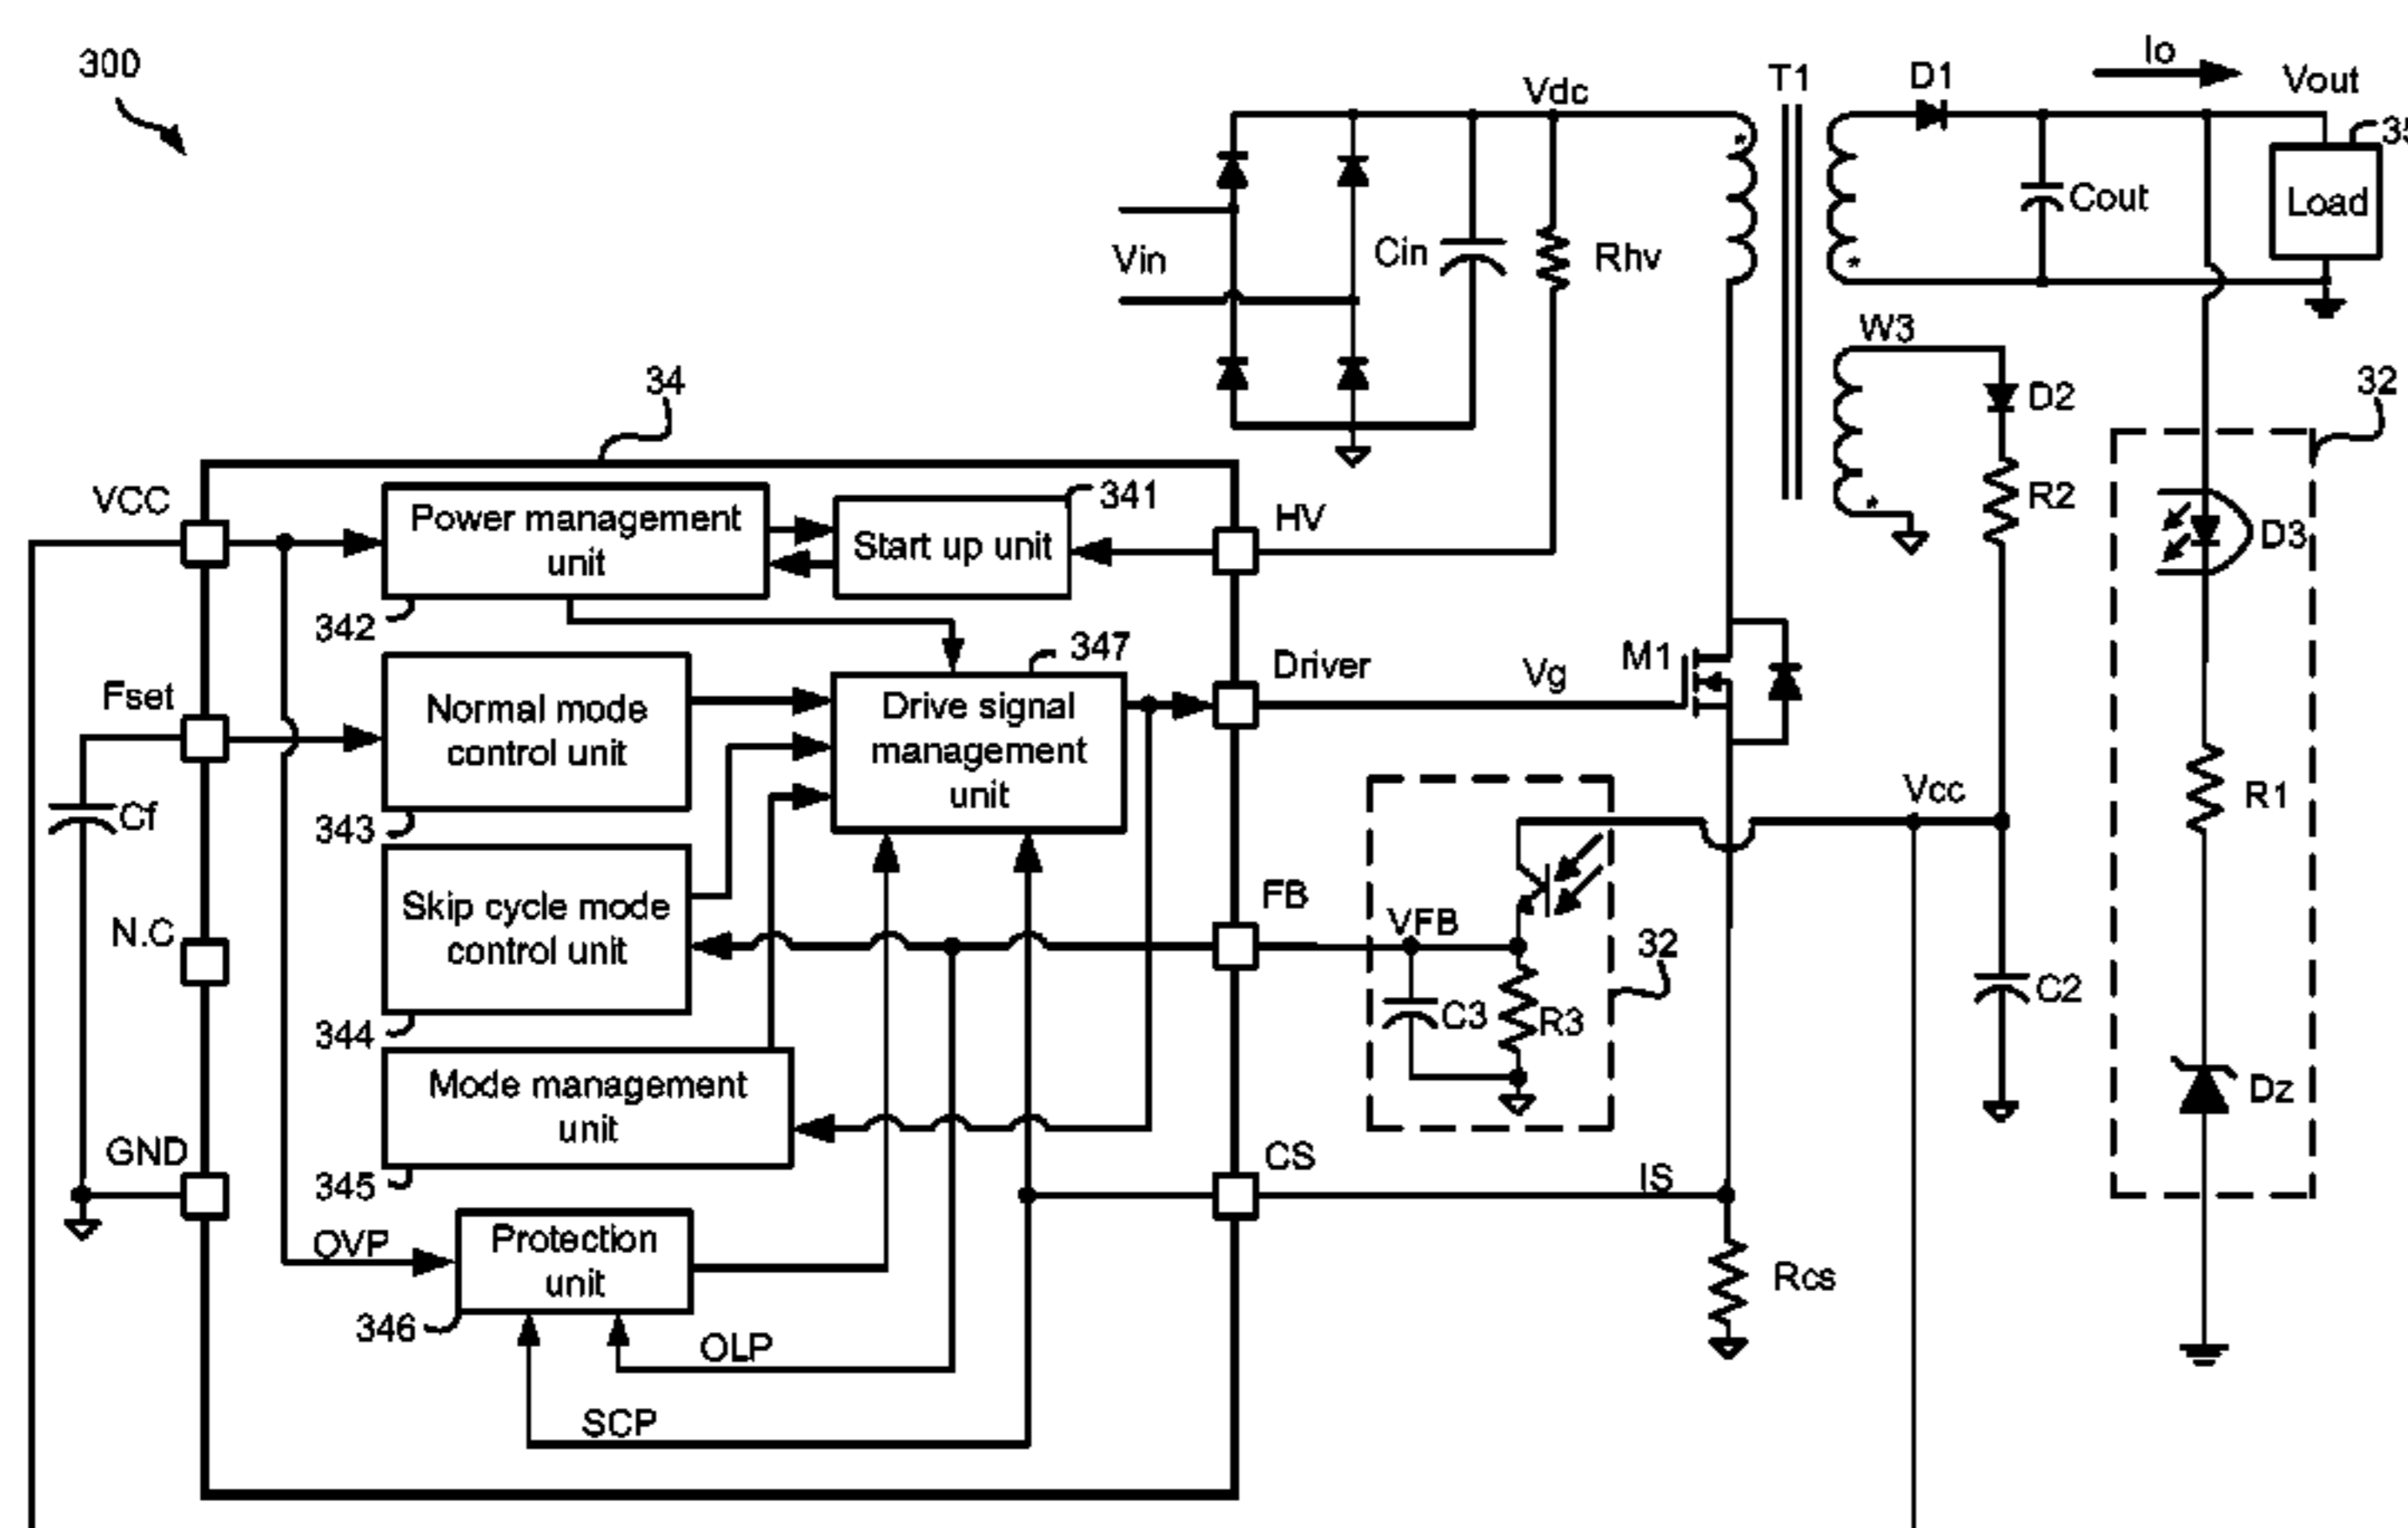 300
Vdc
T1
D1
Io
Vout
35
Load
Cout
Vin
Cin
Rhv
W3
D2
R2
32
D3
34
VCC
Power management
unit
342
341
Start up unit
HV
Fset
Normal mode
control unit
343
347
Drive signal
management
unit
Driver
Vg
M1
Vcc
R1
Cf
Skip cycle mode
control unit
344
FB
VFB
32
C3
R3
C2
N.C
Mode management
unit
345
Dz
GND
CS
IS
OVP
Protection
unit
346
Rcs
OLP
SCP